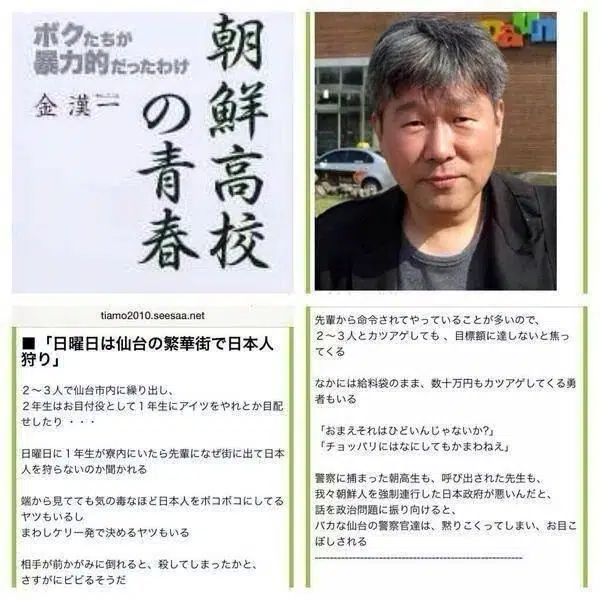 ボクたちが
暴力的だったわけ
金漢一
朝鮮高校
の青春
tiamo2010.seesaa.net
■「日曜日は仙台の繁華街で日本人
狩り」
２〜３人で仙台市内に繰り出し、
２年生はお目付役として１年生にアイツをやれとか目配
せしたり ・・・
日曜日に１年生が寮内にいたら先輩になぜ街に出て日本
人を狩らないのか聞かれる
端から見てても気の毒なほど日本人をボコボコにしてる
ヤツもいるし
まわしケリ一発で決めるヤツもいる
相手が前かがみに倒れると、殺してしまったかと、
さすがにビビるそうだ
先輩から命令されてやっていることが多いので、
２〜３人とカツアゲしても 、目標額に達しないと焦っ
てくる
なかには給料袋のまま、数十万円もカツアゲしてくる勇
者もいる
「おまえそれはひどいんじゃないか?」
「チョッパリにはなにしてもかまわねえ」
警察に捕まった朝高生も、呼び出された先生も、
我々朝鮮人を強制連行した日本政府が悪いんだと、
話を政治問題に振り向けると、
バカな仙台の警察官達は、黙りこくってしまい、お目こ
ぼしされる
------------------------------------------------------